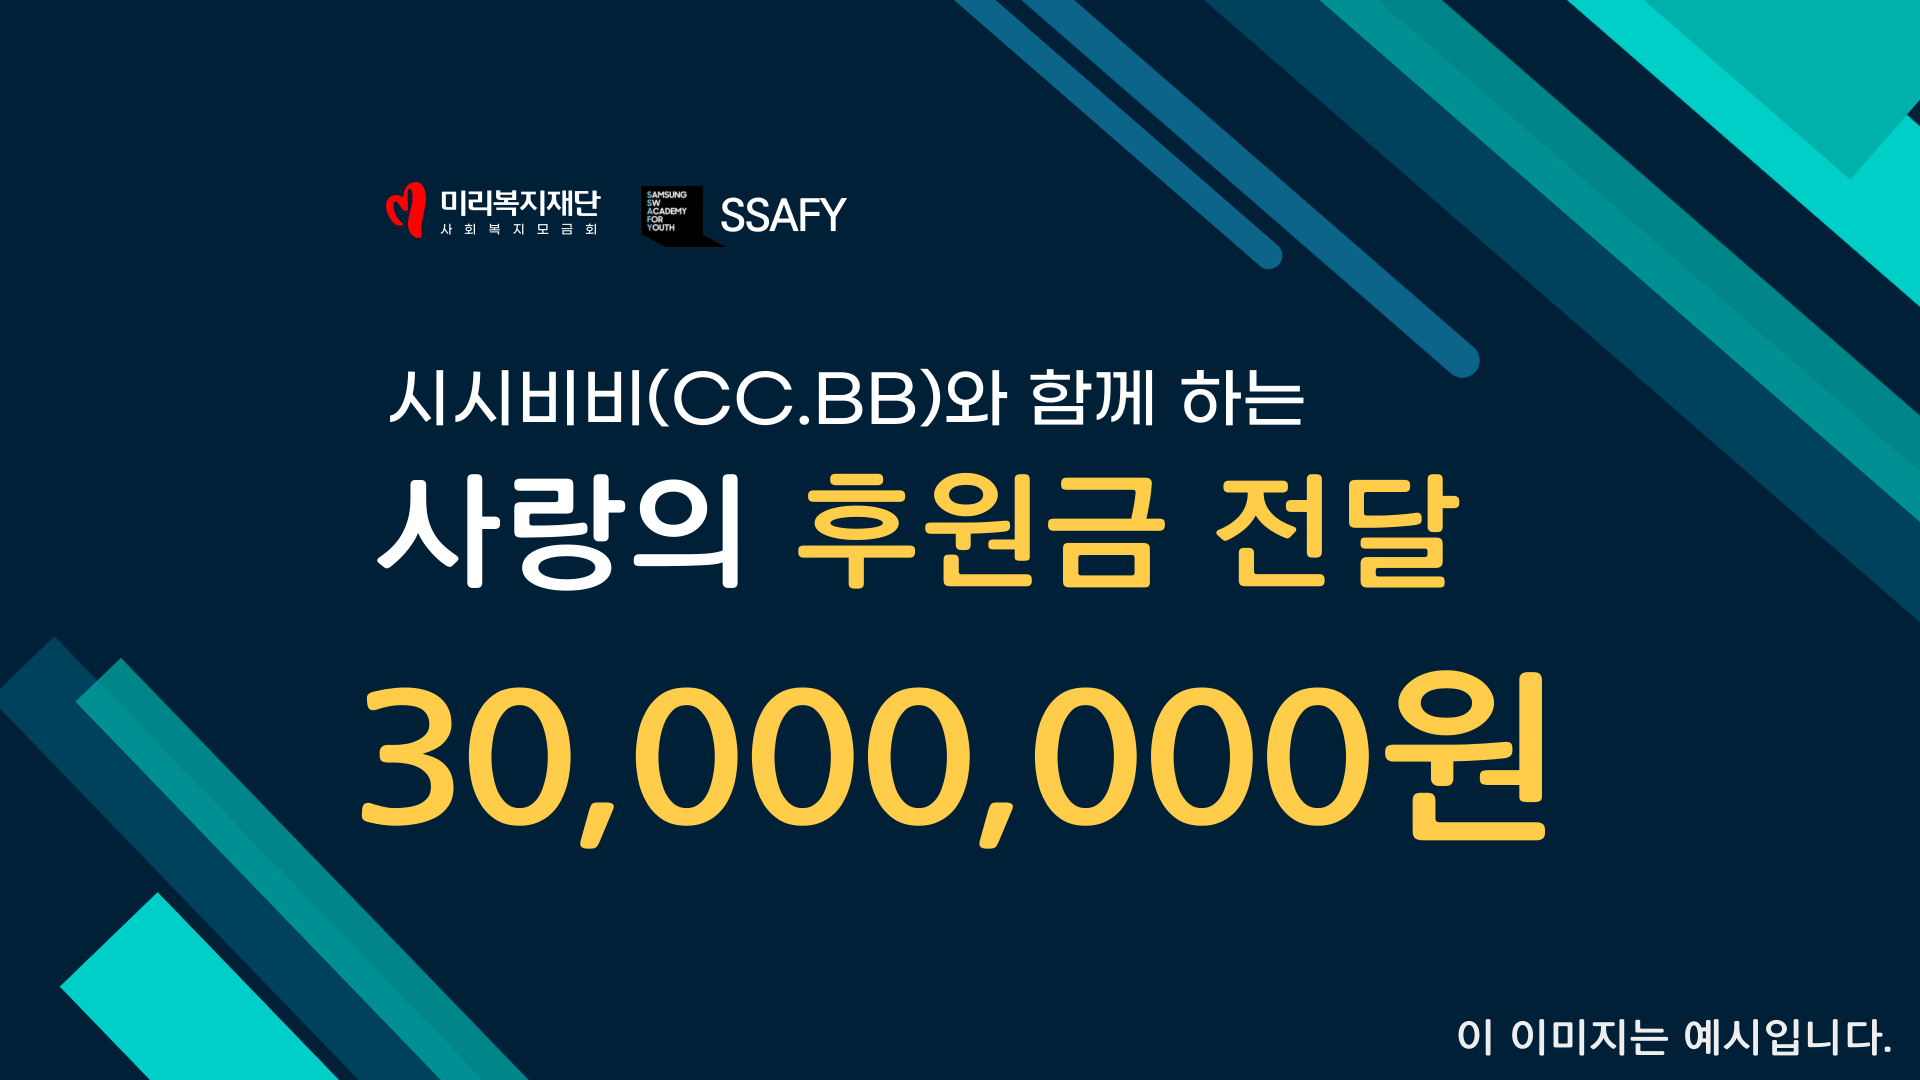 미리복지재단
사회복지모금회
SAMSUNG
SW
ACADEMY
FOR
YOUTH
SSAFY
시시비비(CC.BB)와 함께 하는
사랑의 후원금 전달
30,000,000원
이 이미지는 예시입니다.